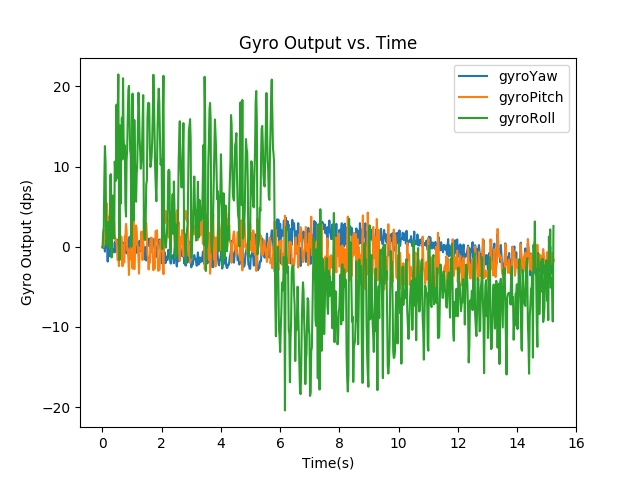 Gyro Output vs. Time
gyroYaw
gyroPitch
gyroRoll
Gyro Output (dps)
20
10
0
−10
−20
0 2 4 6 8 10 12 14 16
Time(s)